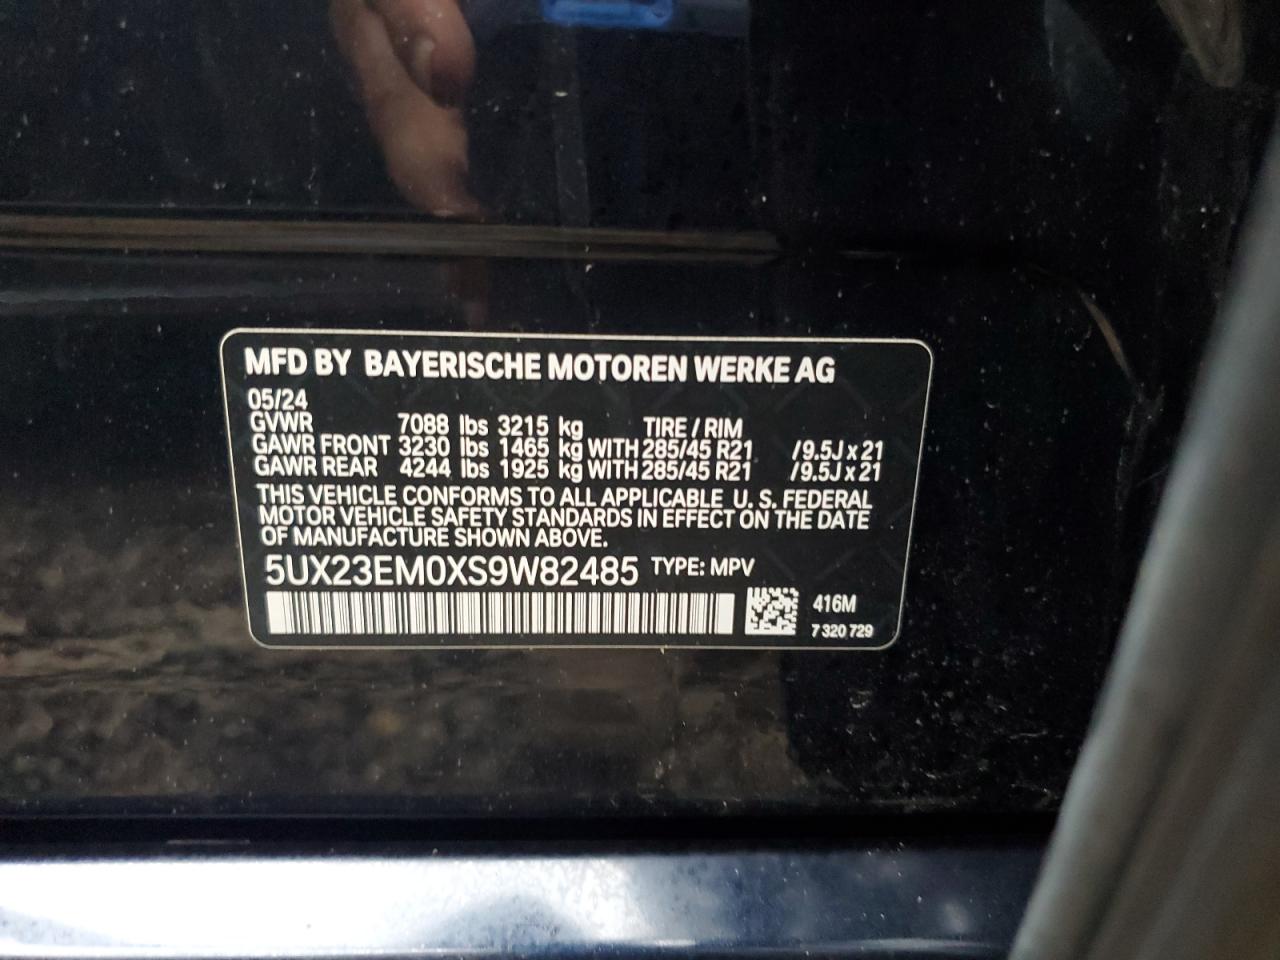 MFD BY BAYERISCHE MOTOREN WERKE AG
05/24
GVWR 7088 lbs 3215 kg TIRE / RIM
GAWR FRONT 3230 lbs 1465 kg WITH 285/45 R21 /9.5J x 21
GAWR REAR 4244 lbs 1925 kg WITH 285/45 R21 /9.5J x 21
THIS VEHICLE CONFORMS TO ALL APPLICABLE U. S. FEDERAL
MOTOR VEHICLE SAFETY STANDARDS IN EFFECT ON THE DATE
OF MANUFACTURE SHOWN ABOVE.
5UX23EM0XS9W82485 TYPE: MPV
416M
7 320 729